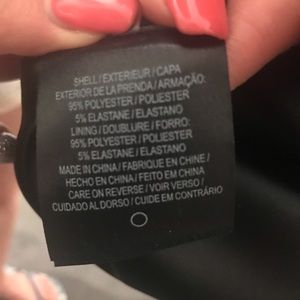 SHELL / EXTERIEUR / CAPA
EXTERIOR DE LA PRENDA / ARMAÇÃO:
95% POLYESTER / POLIESTER
5% ELASTANE / ELASTANO
LINING / DOUBLURE / FORRO:
95% POLYESTER / POLIESTER
5% ELASTANE / ELASTANO
MADE IN CHINA / FABRIQUE EN CHINE /
HECHO EN CHINA / FEITO EM CHINA
CARE ON REVERSE / VOIR VERSO /
CUIDADO AL DORSO / CUIDE EM CONTRÁRIO